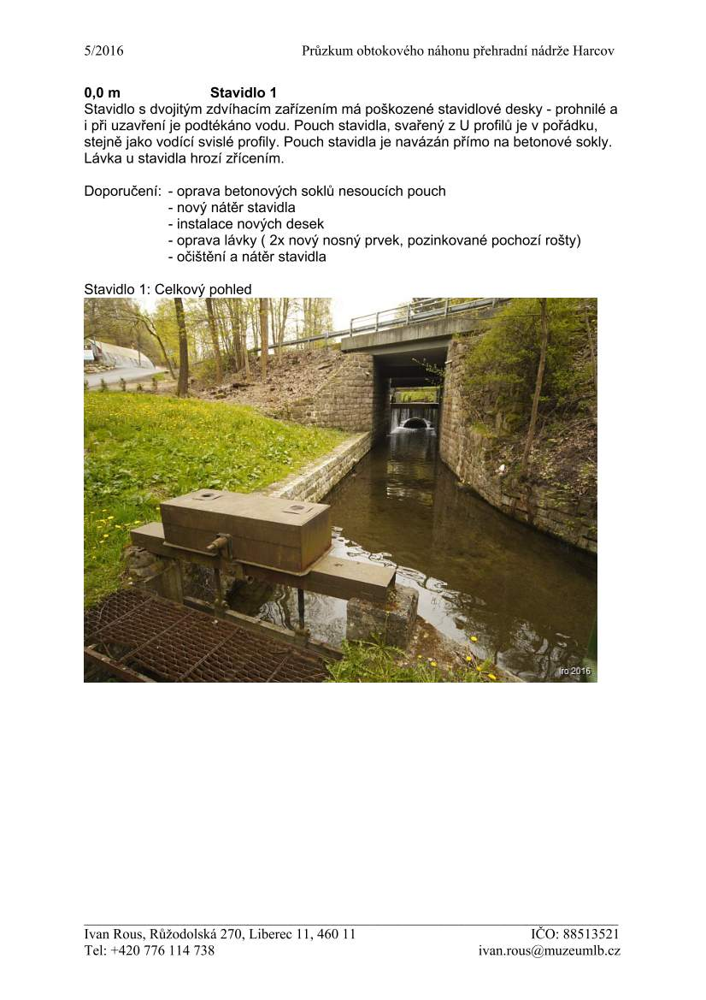 5/2016 Průzkum obtokového náhonu přehradní nádrže Harcov
0,0 m Stavidlo 1
Stavidlo s dvojitým zdvíhacím zařízením má poškozené stavidlové desky - prohnilé a
i při uzavření je podtékáno vodu. Pouch stavidla, svařený z U profilů je v pořádku,
stejně jako vodící svislé profily. Pouch stavidla je navázán přímo na betonové sokly.
Lávka u stavidla hrozí zřícením.
Doporučení: - oprava betonových soklů nesoucích pouch
- nový nátěr stavidla
- instalace nových desek
- oprava lávky ( 2x nový nosný prvek, pozinkované pochozí rošty)
- očištění a nátěr stavidla
Stavidlo 1: Celkový pohled
iro 2016
Ivan Rous, Růžodolská 270, Liberec 11, 460 11 IČO: 88513521
Tel: +420 776 114 738 ivan.rous@muzeumlb.cz